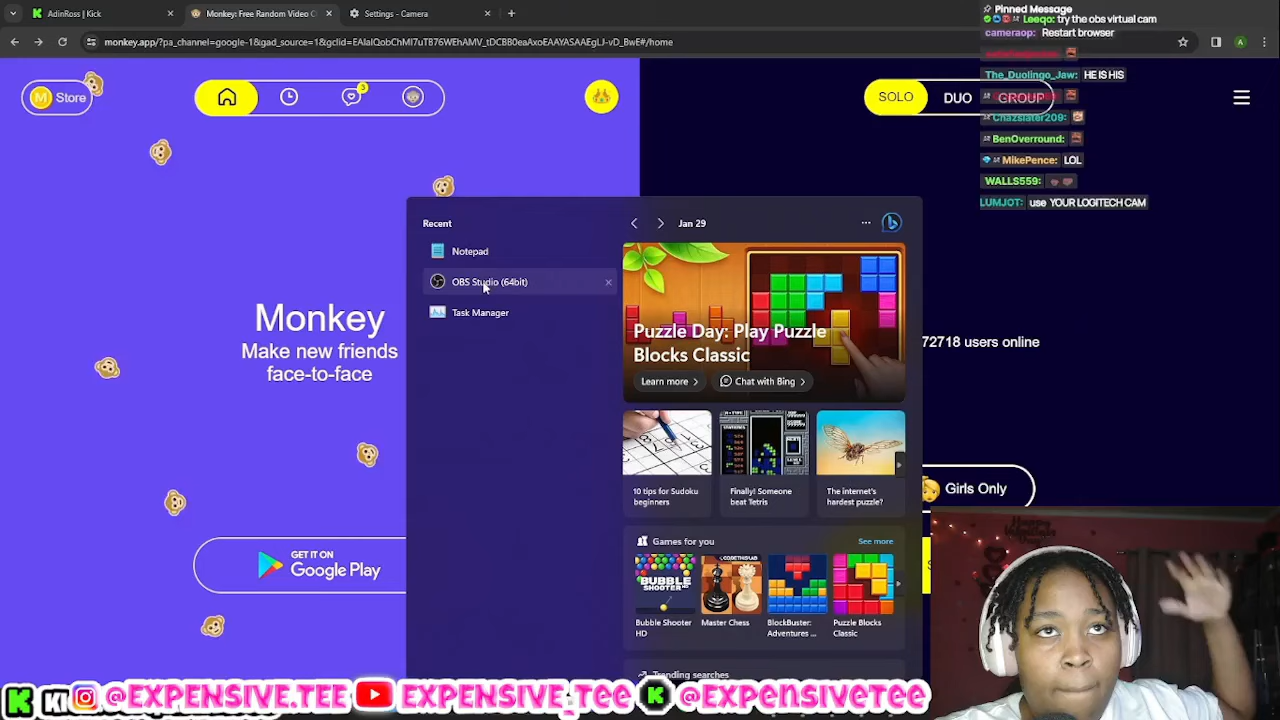 AdinRoss | Kick
Monkey: Free Random Video C
Settings - Camera
monkey.app/?pa_channel=google-1&gad_source=1&gclid=EAIaIQobChMI7uTB76WEhAMV_tDCBB0eaAxoEAAYASAAEgLJ-vD_BwE#/home
Pinned Message
Leeqo: try the obs virtual cam
cameraop: Restart browser
The_Duolingo_Jaw: HE IS HIS
Chazslater209:
BenOverround:
MikePence: LOL
WALLS559:
LUMJOT: use YOUR LOGITECH CAM
M Store
3
SOLO
DUO
GROUP
Monkey
Make new friends
face-to-face
GET IT ON
Google Play
72718 users online
Girls Only
Recent
Notepad
OBS Studio (64bit)
Task Manager
Jan 29
Puzzle Day: Play Puzzle
Blocks Classic
Learn more
Chat with Bing
10 tips for Sudoku
beginners
Finally! Someone
beat Tetris
The internet's
hardest puzzle?
Games for you
See more
BUBBLE
SHOOTER
Bubble Shooter
HD
Master Chess
BlockBuster:
Adventures ...
Puzzle Blocks
Classic
Trending searches
@EXPENSIVE.TEE
EXPENSIVE_TEE
@EXPENSIVETEE